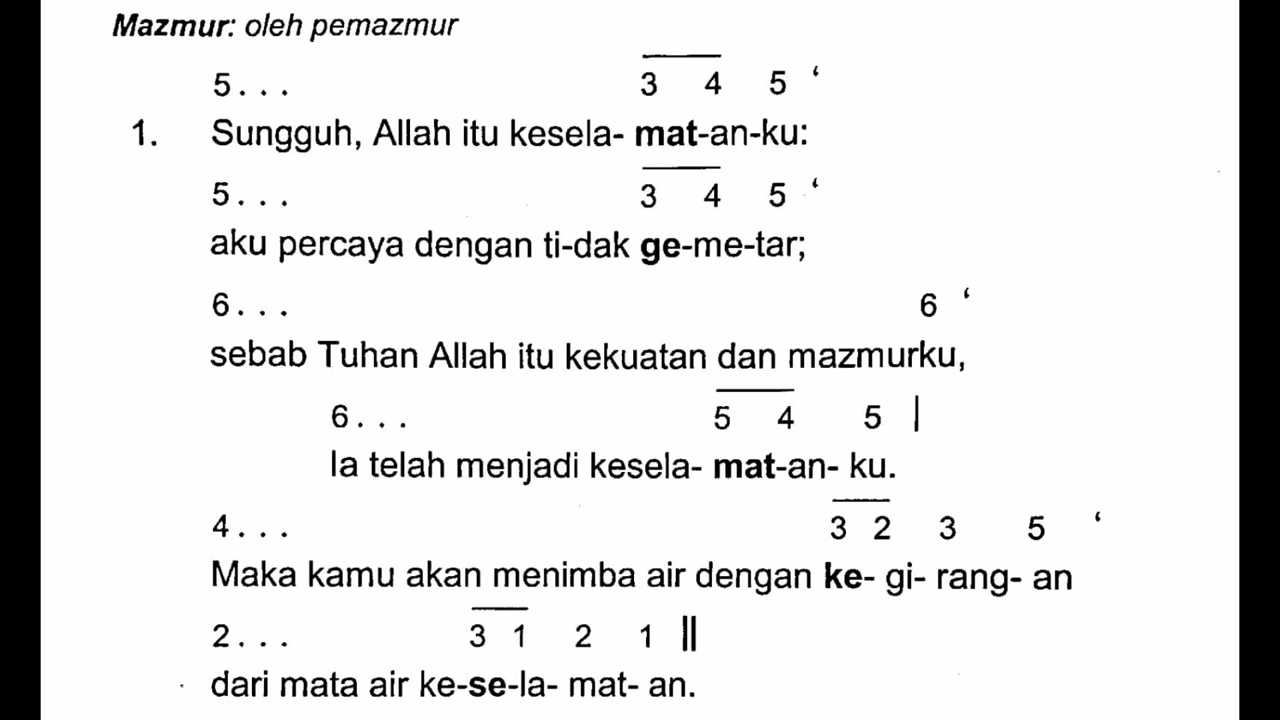 Mazmur: oleh pemazmur
5. . . 3 4 5 ‘
1. Sungguh, Allah itu kesela- mat-an-ku:
5. . . 3 4 5 ‘
aku percaya dengan ti-dak ge-me-tar;
6. . . 6 ‘
sebab Tuhan Allah itu kekuatan dan mazmurku,
6. . . 5 4 5 |
Ia telah menjadi kesela- mat-an- ku.
4. . . 3 2 3 5 ‘
Maka kamu akan menimba air dengan ke- gi- rang- an
2. . . 3 1 2 1 ||
dari mata air ke-se-la- mat- an.